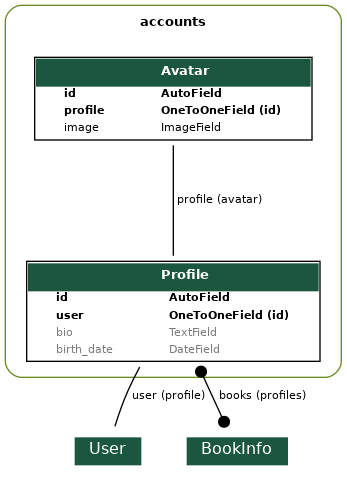 accounts
Avatar
id AutoField
profile OneToOneField (id)
image ImageField
profile (avatar)
Profile
id AutoField
user OneToOneField (id)
bio TextField
birth_date DateField
user (profile) books (profiles)
User BookInfo